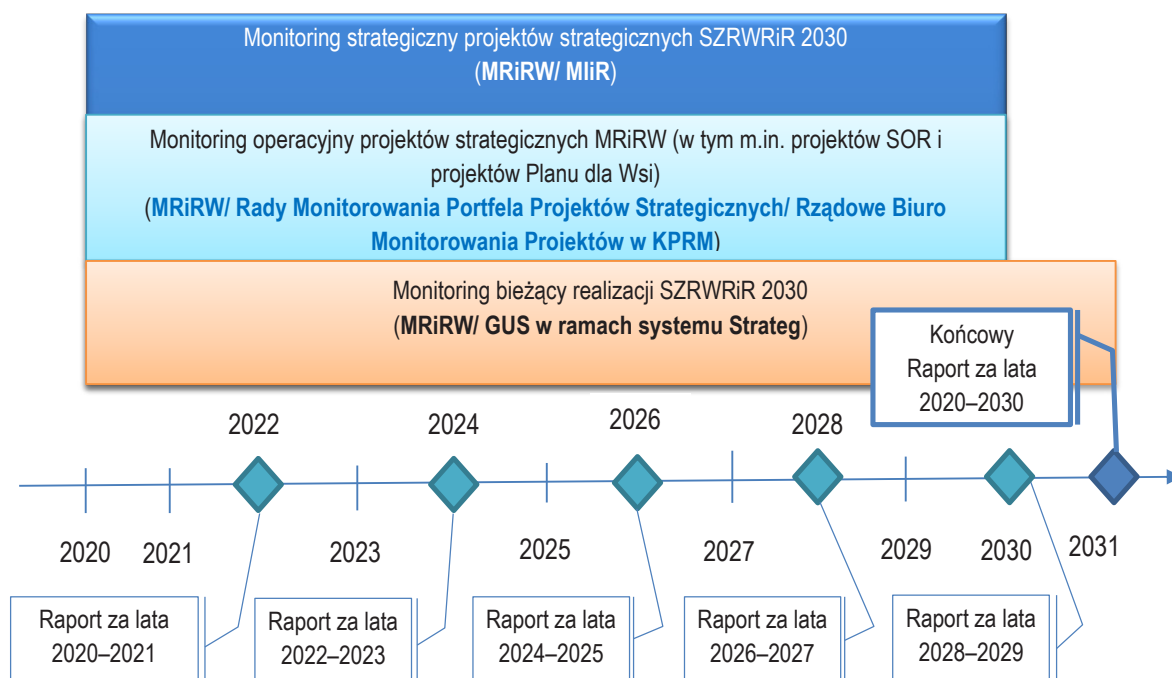 Monitoring strategiczny projektów strategicznych SZRWRiR 2030
(MRiRW/ MIiR)
Monitoring operacyjny projektów strategicznych MRiRW (w tym m.in. projektów SOR i
projektów Planu dla Wsi)
(MRiRW/ Rady Monitorowania Portfela Projektów Strategicznych/ Rządowe Biuro
Monitorowania Projektów w KPRM)
Monitoring bieżący realizacji SZRWRiR 2030
(MRiRW/ GUS w ramach systemu Strateg)
Końcowy
Raport za lata
2020–2030
2022
2024
2026
2028
2020
2021
2023
2025
2027
2029
2030
2031
Raport za lata
2020–2021
Raport za lata
2022–2023
Raport za lata
2024–2025
Raport za lata
2026–2027
Raport za lata
2028–2029